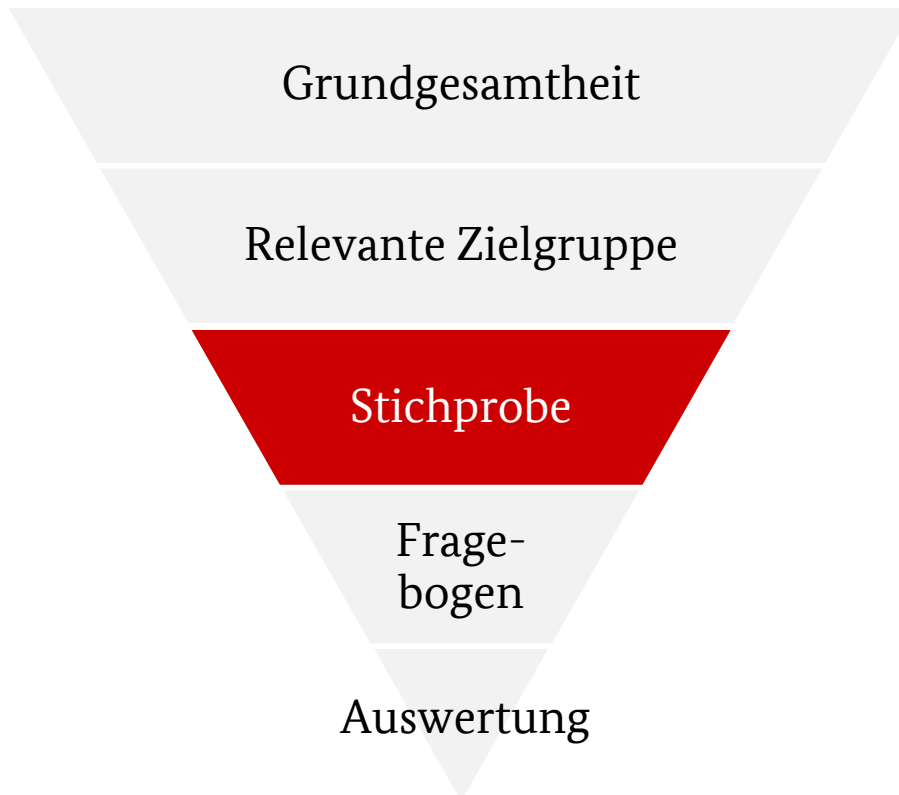 Grundgesamtheit
Relevante Zielgruppe
Stichprobe
Frage-
bogen
Auswertung